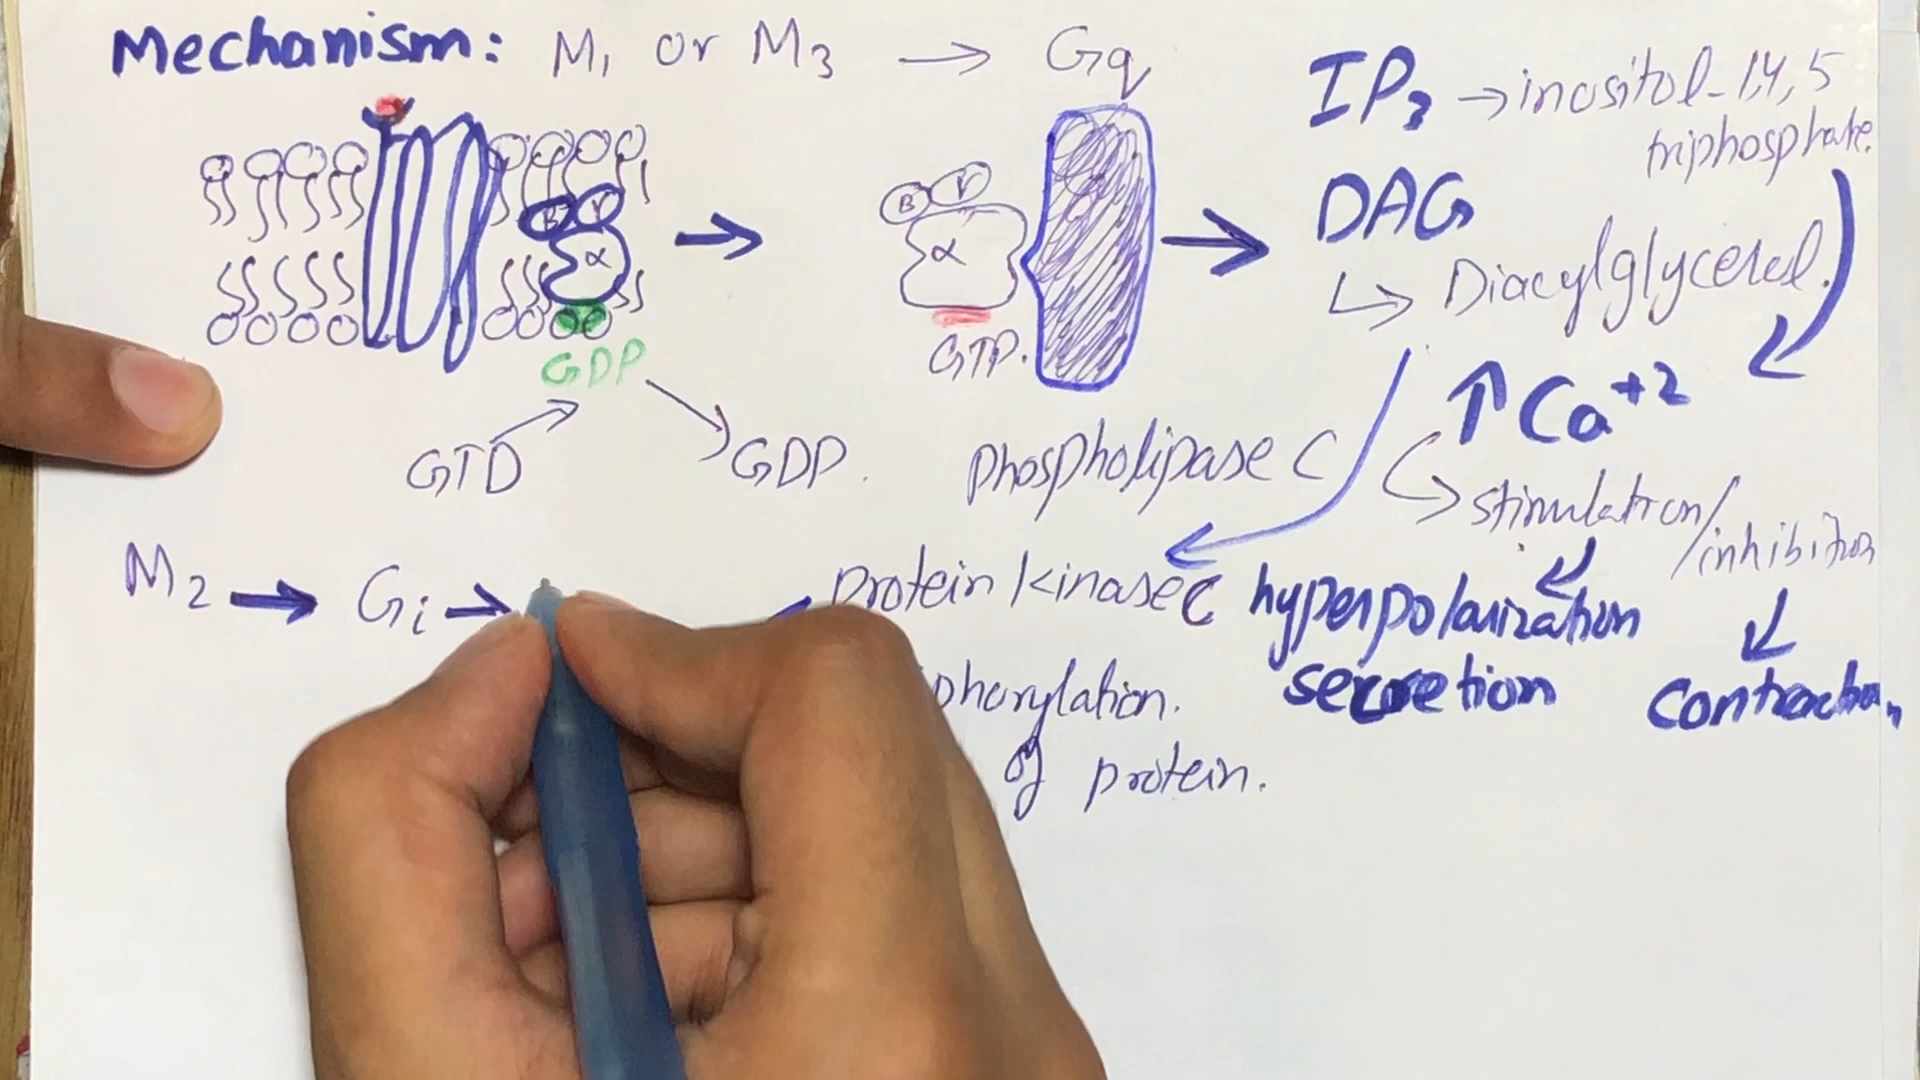 Mechanism: M1 or M3 → Gq
IP3 → inositol-1,4,5
triphosphate.
DAG
↳ Diacylglycerol.
B γ
α
GDP
GTD
GDP.
B γ
α
GTP.
Phospholipase C
↑ Ca+2
↳ stimulation/inhibition
Protein kinase C
phorylation.
of protein.
hyperpolarization
secretion
contraction
M2 → Gi →